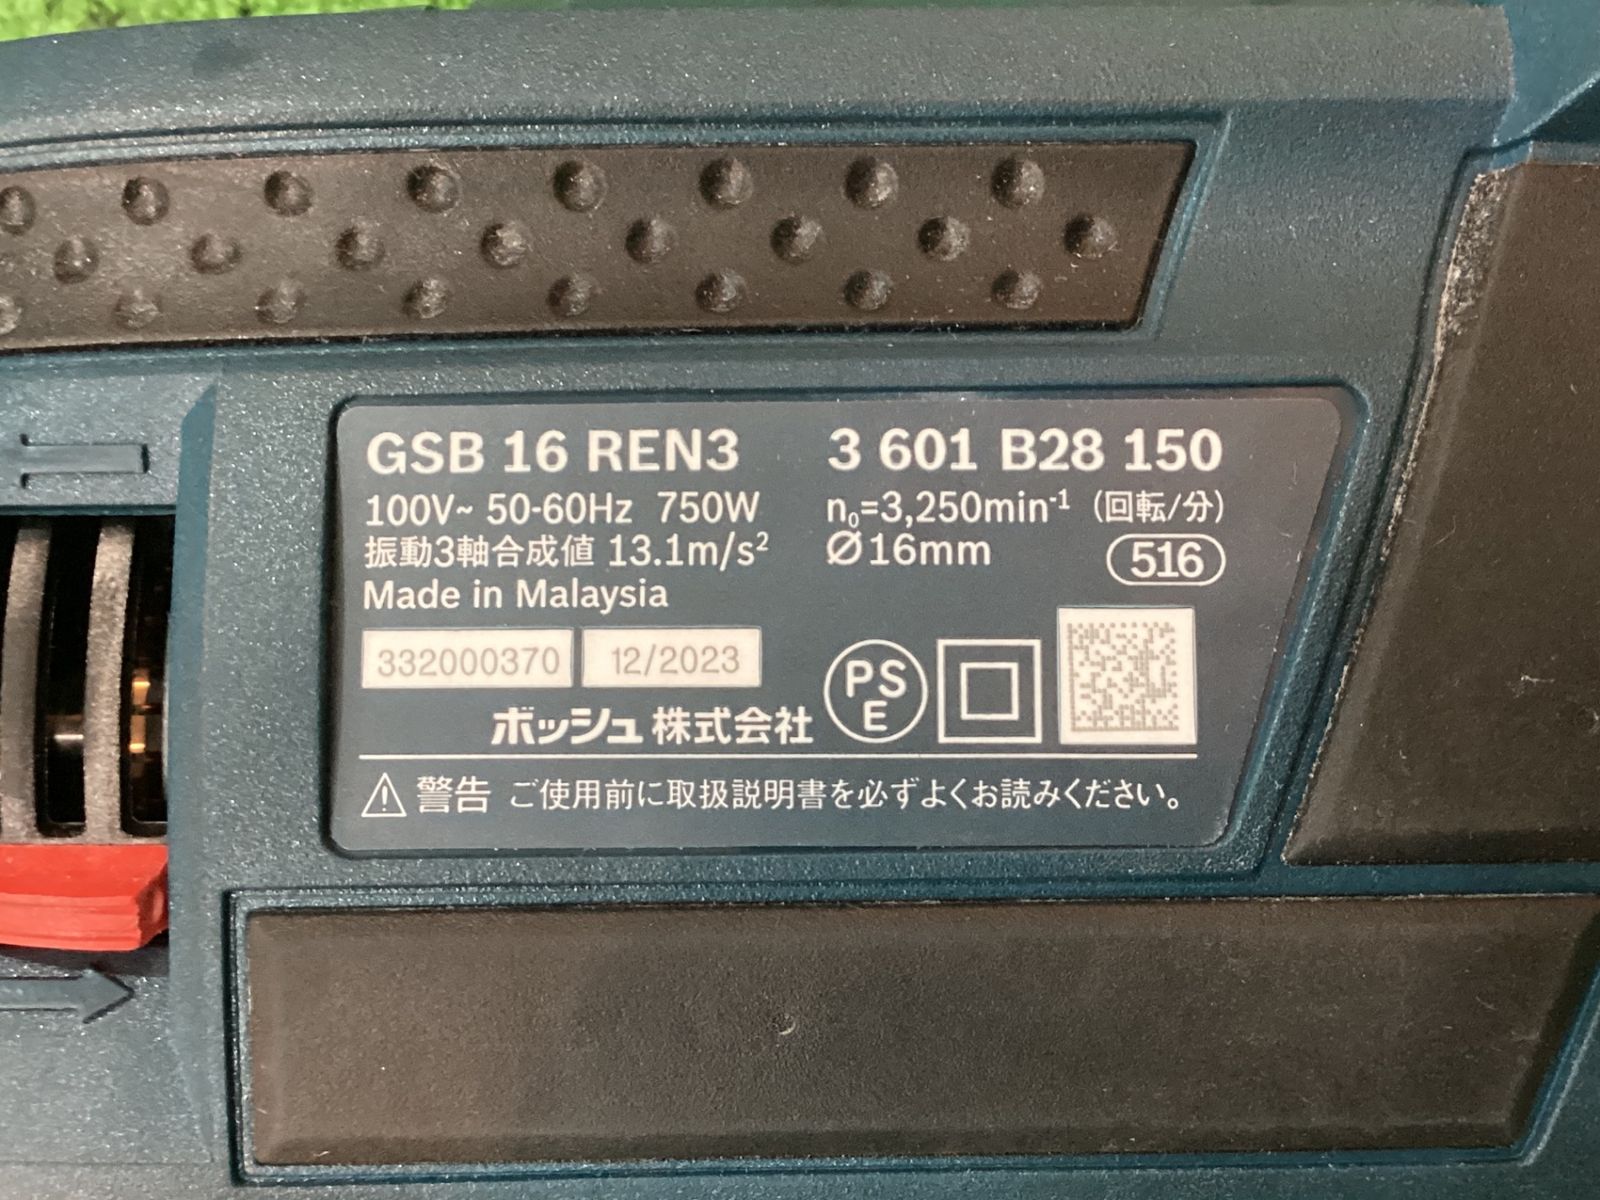 GSB 16 REN3 3 601 B28 150
100V~ 50-60Hz 750W n₀=3,250min⁻¹ (回転/分)
振動3軸合成値 13.1m/s² Ø16mm 516
Made in Malaysia
332000370 12/2023
PS
E
ボッシュ株式会社
警告 ご使用前に取扱説明書を必ずよくお読みください。